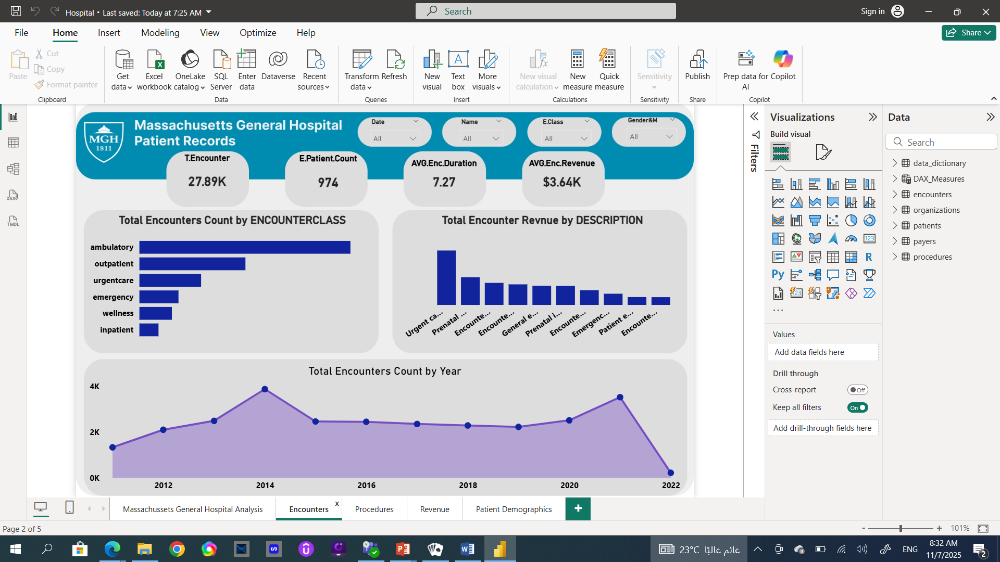 Hospital • Last saved: Today at 7:25 AM
Search
Sign in
File
Home
Insert
Modeling
View
Optimize
Help
Share
Paste
Cut
Copy
Format painter
Clipboard
Get data
Excel workbook
OneLake catalog
SQL Server
Enter data
Dataverse
Recent sources
Data
Transform data
Refresh
Queries
New visual
Text box
More visuals
Insert
New visual calculation
New measure
Quick measure
Calculations
Sensitivity
Sensitivity
Publish
Share
Prep data for AI
Copilot
Copilot
MGH
1811
Massachusetts General Hospital
Patient Records
Date
All
Name
All
E.Class
All
Gender&M
All
T.Encounter
27.89K
E.Patient.Count
974
AVG.Enc.Duration
7.27
AVG.Enc.Revenue
$3.64K
Total Encounters Count by ENCOUNTERCLASS
ambulatory
outpatient
urgentcare
emergency
wellness
inpatient
Total Encounter Revnue by DESCRIPTION
Urgent ca...
Prenatal ...
Encounte...
Encounte...
General e...
Prenatal i...
Encounte...
Emergenc...
Patient e...
Encounte...
Total Encounters Count by Year
4K
2K
0K
2012
2014
2016
2018
2020
2022
Filters
Visualizations
Build visual
123
R
Py
Values
Add data fields here
Drill through
Cross-report
Off
Keep all filters
On
Add drill-through fields here
Data
Search
data_dictionary
DAX_Measures
encounters
organizations
patients
payers
procedures
DAX
TMDL
Massachussets General Hospital Analysis
Encounters
x
Procedures
Revenue
Patient Demographics
+
Page 2 of 5
- + 101%
23°C غائم غالبًا
ENG
8:32 AM
11/7/2025
2